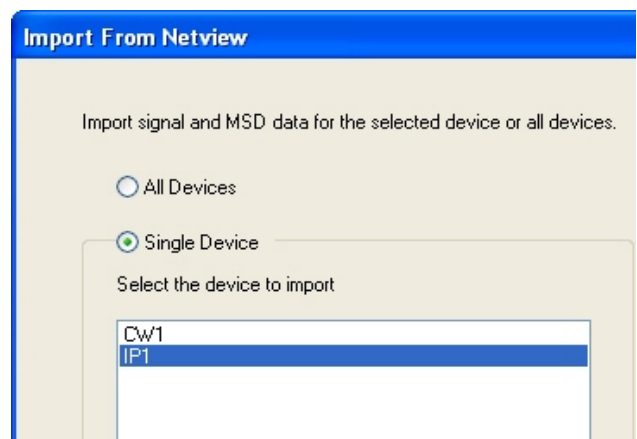 Import From Netview
Import signal and MSD data for the selected device or all devices.
All Devices
Single Device
Select the device to import
CW1
IP1